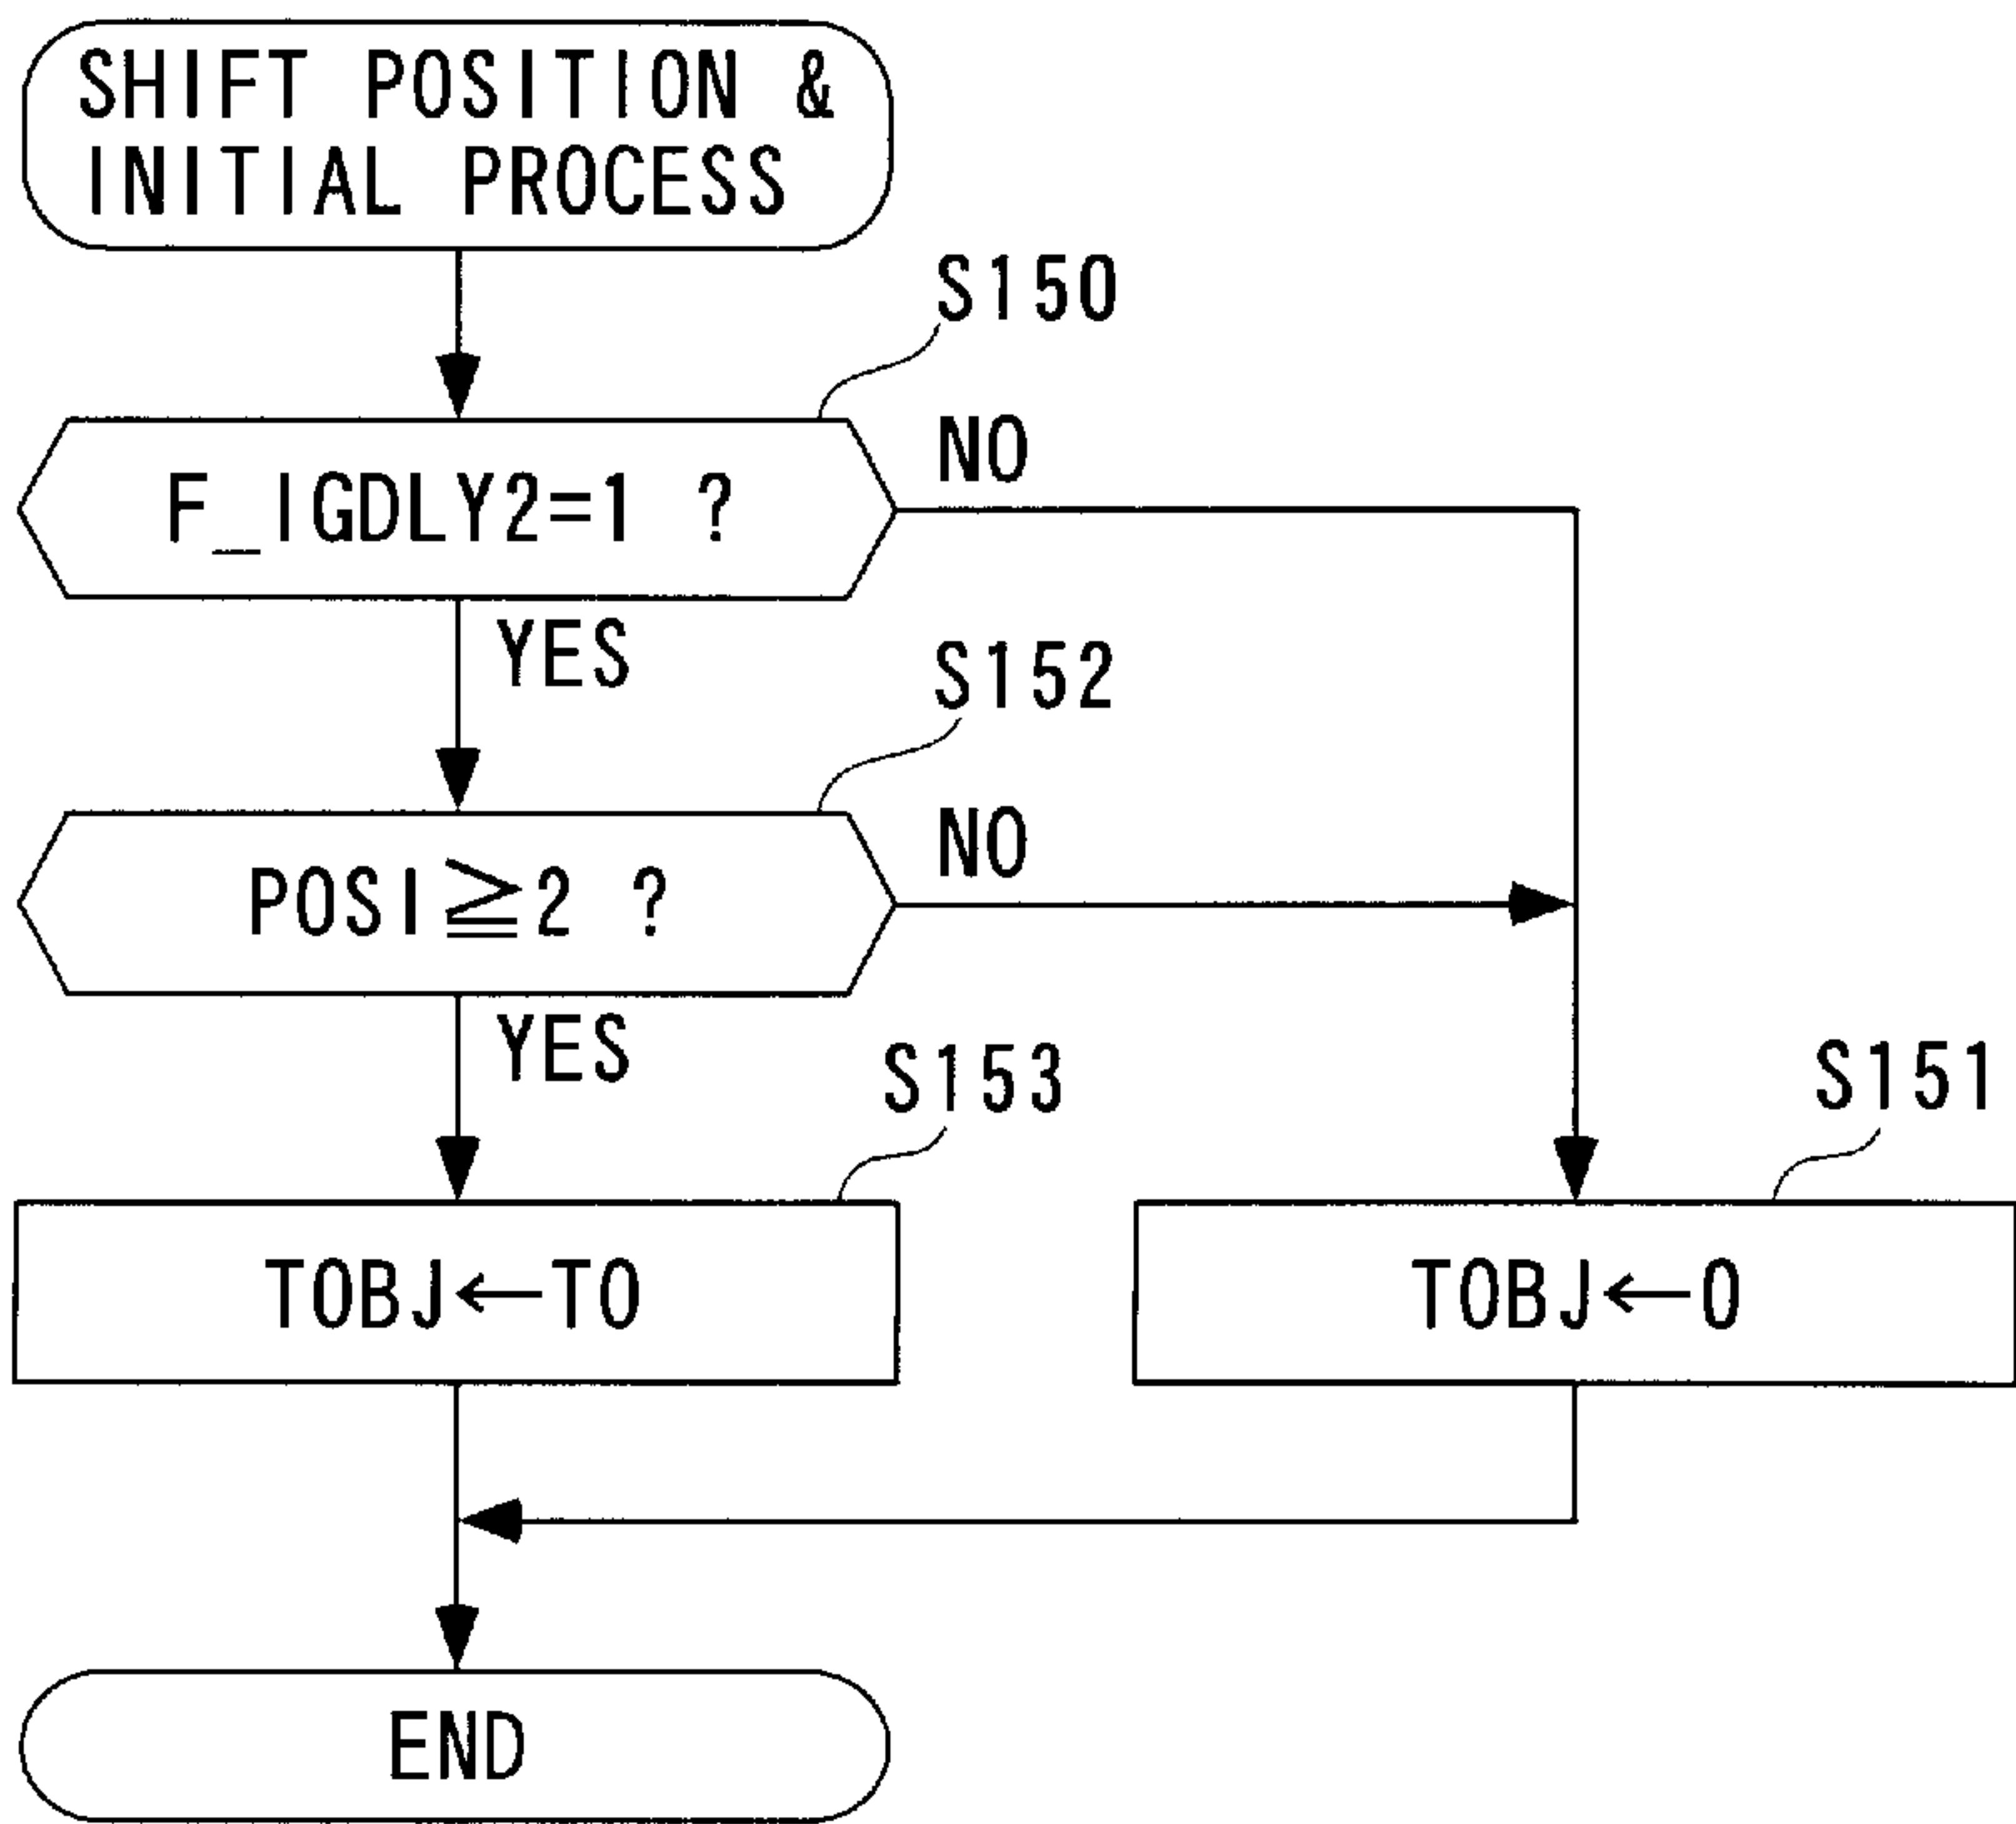 SHIFT POSITION &
INITIAL PROCESS
S150
F_IGDLY2=1 ?
NO
YES
S152
POSI≧2 ?
NO
YES
S153
S151
TOBJ←TO
TOBJ←0
END